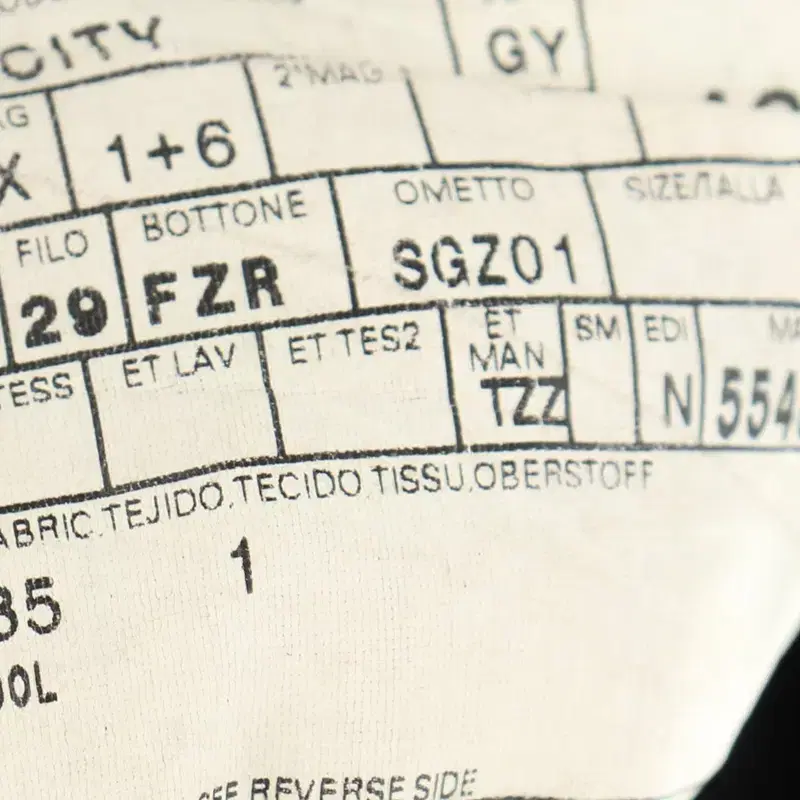 CITY GY
2°MAG
X 1+6
FILO BOTTONE OMETTO SIZE/TALLA
29 FZR SGZ01
TESS ET LAV ET TES2 ET MAN SM EDI
TZZ N 554
ABRIC.TEJIDO,TECIDO,TISSU,OBERSTOFF
35 1
OOL
REVERSE SIDE